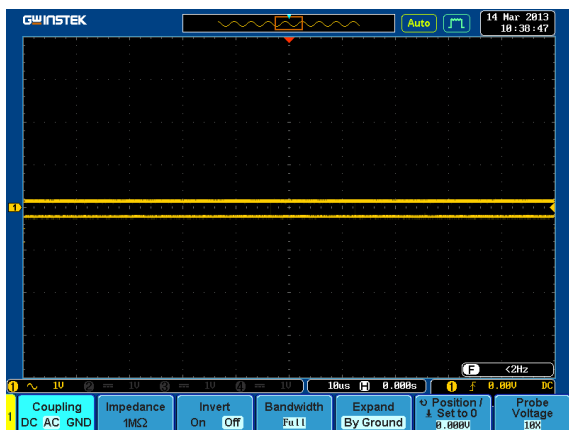 GWINSTEK
Auto
14 Mar 2013
10:38:47
1
F <2Hz
1 1V 2 1V 3 1V 4 1V 10us H 0.000s 1 0.00V DC
1
Coupling
DC AC GND
Impedance
1MΩ
Invert
On Off
Bandwidth
Full
Expand
By Ground
Position /
Set to 0
0.000V
Probe
Voltage
10X